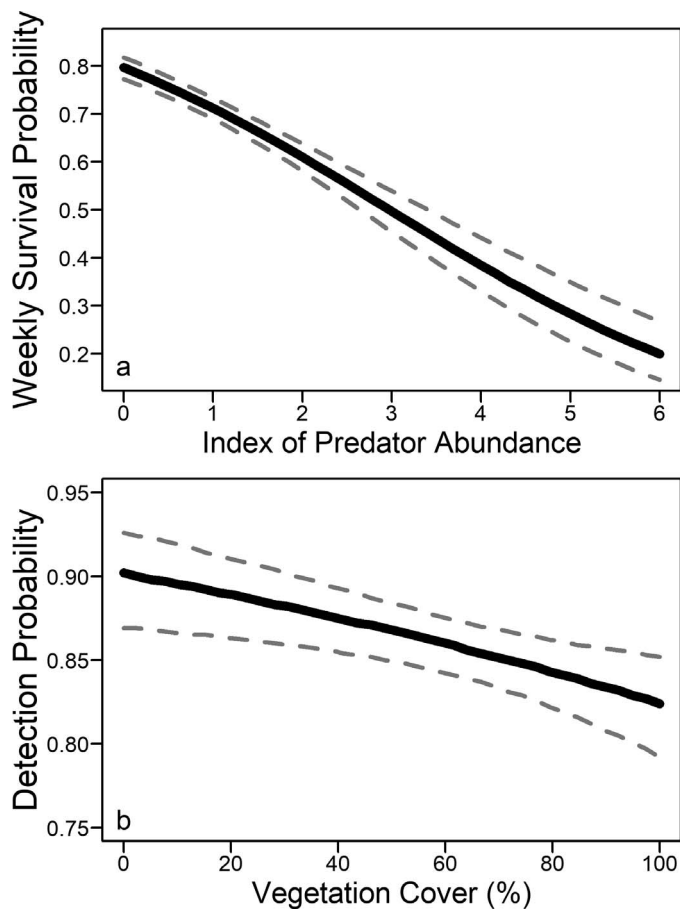 Weekly Survival Probability
0.8
0.7
0.6
0.5
0.4
0.3
0.2
a
0 1 2 3 4 5 6
Index of Predator Abundance
Detection Probability
0.95
0.90
0.85
0.80
0.75
b
0 20 40 60 80 100
Vegetation Cover (%)